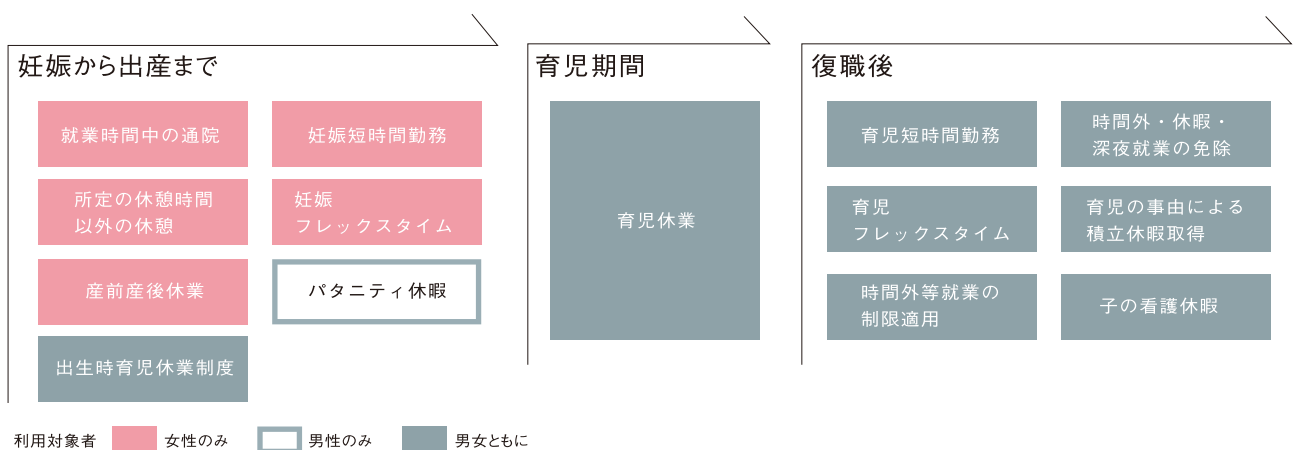 妊娠から出産まで
就業時間中の通院
妊娠短時間勤務
所定の休憩時間
以外の休憩
妊娠
フレックスタイム
産前産後休業
パタニティ休暇
出生時育児休業制度
育児期間
育児休業
復職後
育児短時間勤務
時間外・休暇・
深夜就業の免除
育児
フレックスタイム
育児の事由による
積立休暇取得
時間外等就業の
制限適用
子の看護休暇
利用対象者
女性のみ
男性のみ
男女ともに